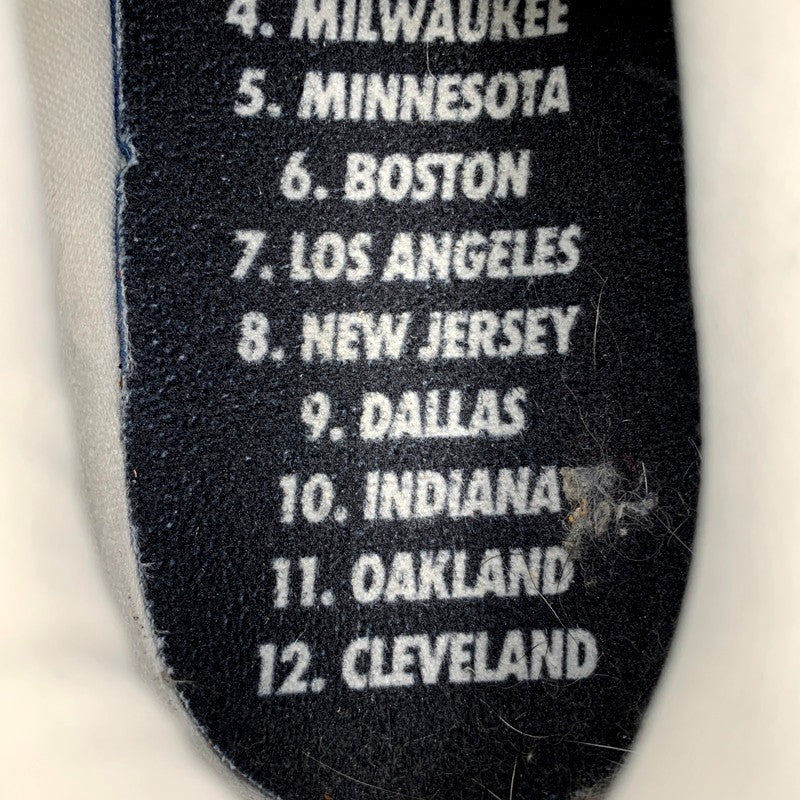 4. MILWAUKEE
5. MINNESOTA
6. BOSTON
7. LOS ANGELES
8. NEW JERSEY
9. DALLAS
10. INDIANA
11. OAKLAND
12. CLEVELAND